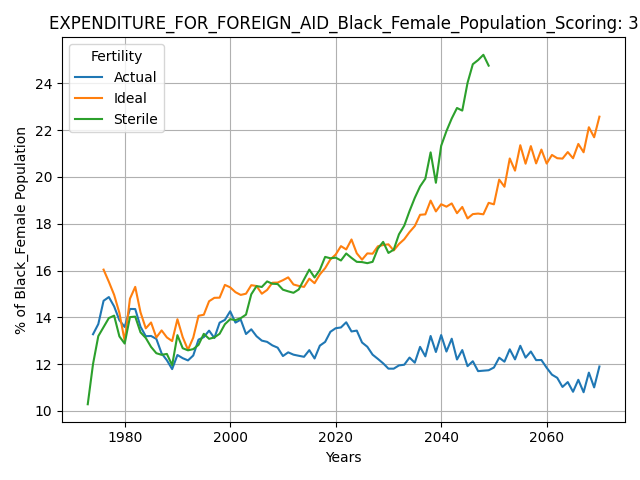 EXPENDITURE_FOR_FOREIGN_AID_Black_Female_Population_Scoring: 3
Fertility
Actual
Ideal
Sterile
% of Black_Female Population
24
22
20
18
16
14
12
10
1980
2000
2020
2040
2060
Years